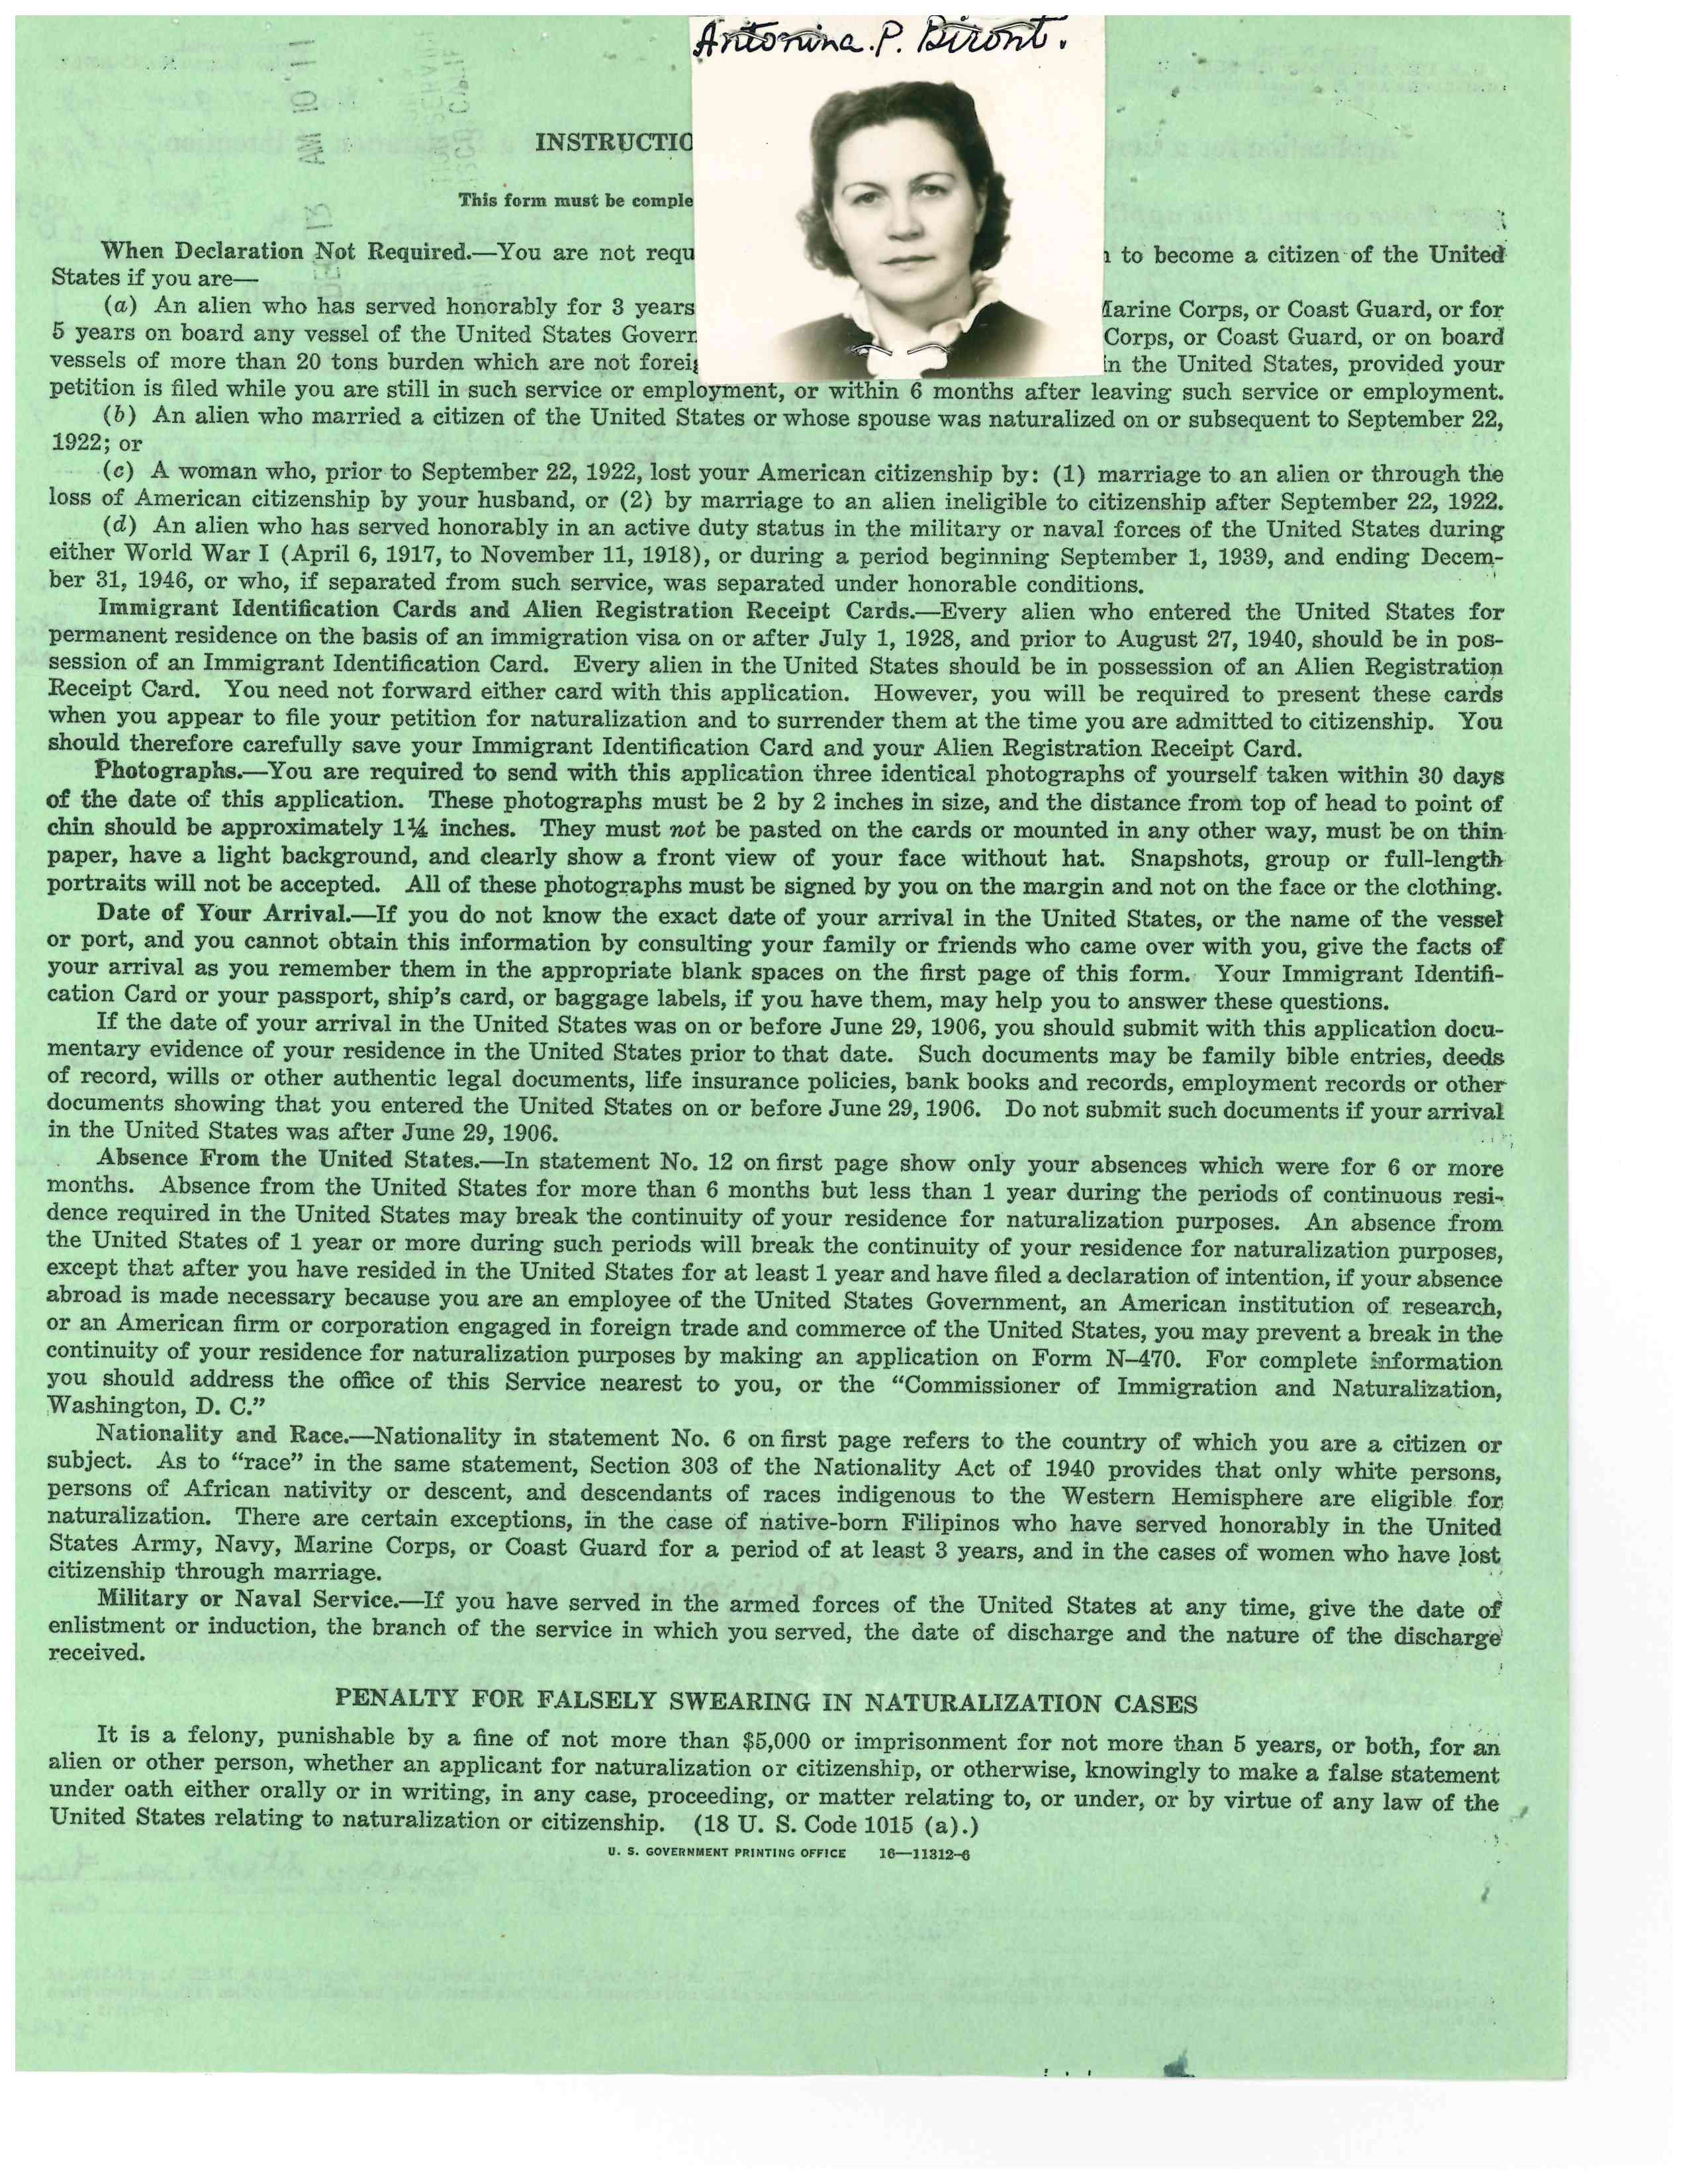 Antonina. P. Biront.
INSTRUCTIO
This form must be comple
When Declaration Not Required.—You are not requ
n to become a citizen of the United
States if you are—
(a) An alien who has served honorably for 3 years
Marine Corps, or Coast Guard, or for
5 years on board any vessel of the United States Govern
Corps, or Coast Guard, or on board
vessels of more than 20 tons burden which are not foreig
in the United States, provided your
petition is filed while you are still in such service or employment, or within 6 months after leaving such service or employment.
(b) An alien who married a citizen of the United States or whose spouse was naturalized on or subsequent to September 22,
1922; or
(c) A woman who, prior to September 22, 1922, lost your American citizenship by: (1) marriage to an alien or through the
loss of American citizenship by your husband, or (2) by marriage to an alien ineligible to citizenship after September 22, 1922.
(d) An alien who has served honorably in an active duty status in the military or naval forces of the United States during
either World War I (April 6, 1917, to November 11, 1918), or during a period beginning September 1, 1939, and ending Decem-
ber 31, 1946, or who, if separated from such service, was separated under honorable conditions.
Immigrant Identification Cards and Alien Registration Receipt Cards.—Every alien who entered the United States for
permanent residence on the basis of an immigration visa on or after July 1, 1928, and prior to August 27, 1940, should be in pos-
session of an Immigrant Identification Card. Every alien in the United States should be in possession of an Alien Registration
Receipt Card. You need not forward either card with this application. However, you will be required to present these cards
when you appear to file your petition for naturalization and to surrender them at the time you are admitted to citizenship. You
should therefore carefully save your Immigrant Identification Card and your Alien Registration Receipt Card.
Photographs.—You are required to send with this application three identical photographs of yourself taken within 30 days
of the date of this application. These photographs must be 2 by 2 inches in size, and the distance from top of head to point of
chin should be approximately 1¼ inches. They must not be pasted on the cards or mounted in any other way, must be on thin
paper, have a light background, and clearly show a front view of your face without hat. Snapshots, group or full-length
portraits will not be accepted. All of these photographs must be signed by you on the margin and not on the face or the clothing.
Date of Your Arrival.—If you do not know the exact date of your arrival in the United States, or the name of the vessel
or port, and you cannot obtain this information by consulting your family or friends who came over with you, give the facts of
your arrival as you remember them in the appropriate blank spaces on the first page of this form. Your Immigrant Identifi-
cation Card or your passport, ship's card, or baggage labels, if you have them, may help you to answer these questions.
If the date of your arrival in the United States was on or before June 29, 1906, you should submit with this application docu-
mentary evidence of your residence in the United States prior to that date. Such documents may be family bible entries, deeds
of record, wills or other authentic legal documents, life insurance policies, bank books and records, employment records or other
documents showing that you entered the United States on or before June 29, 1906. Do not submit such documents if your arrival
in the United States was after June 29, 1906.
Absence From the United States.—In statement No. 12 on first page show only your absences which were for 6 or more
months. Absence from the United States for more than 6 months but less than 1 year during the periods of continuous resi-
dence required in the United States may break the continuity of your residence for naturalization purposes. An absence from
the United States of 1 year or more during such periods will break the continuity of your residence for naturalization purposes,
except that after you have resided in the United States for at least 1 year and have filed a declaration of intention, if your absence
abroad is made necessary because you are an employee of the United States Government, an American institution of research,
or an American firm or corporation engaged in foreign trade and commerce of the United States, you may prevent a break in the
continuity of your residence for naturalization purposes by making an application on Form N–470. For complete information
you should address the office of this Service nearest to you, or the "Commissioner of Immigration and Naturalization,
Washington, D. C."
Nationality and Race.—Nationality in statement No. 6 on first page refers to the country of which you are a citizen or
subject. As to "race" in the same statement, Section 303 of the Nationality Act of 1940 provides that only white persons,
persons of African nativity or descent, and descendants of races indigenous to the Western Hemisphere are eligible for
naturalization. There are certain exceptions, in the case of native-born Filipinos who have served honorably in the United
States Army, Navy, Marine Corps, or Coast Guard for a period of at least 3 years, and in the cases of women who have lost
citizenship through marriage.
Military or Naval Service.—If you have served in the armed forces of the United States at any time, give the date of
enlistment or induction, the branch of the service in which you served, the date of discharge and the nature of the discharge
received.
PENALTY FOR FALSELY SWEARING IN NATURALIZATION CASES
It is a felony, punishable by a fine of not more than $5,000 or imprisonment for not more than 5 years, or both, for an
alien or other person, whether an applicant for naturalization or citizenship, or otherwise, knowingly to make a false statement
under oath either orally or in writing, in any case, proceeding, or matter relating to, or under, or by virtue of any law of the
United States relating to naturalization or citizenship. (18 U. S. Code 1015 (a).)
U. S. GOVERNMENT PRINTING OFFICE 16—11312-6